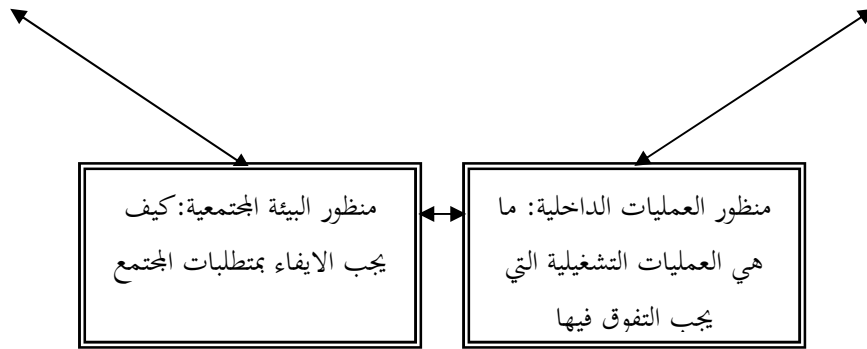 منظور العمليات الداخلية: ما
هي العمليات التشغيلية التي
يجب التفوق فيها
منظور البيئة المجتمعية:كيف
يجب الايفاء بمتطلبات المجتمع